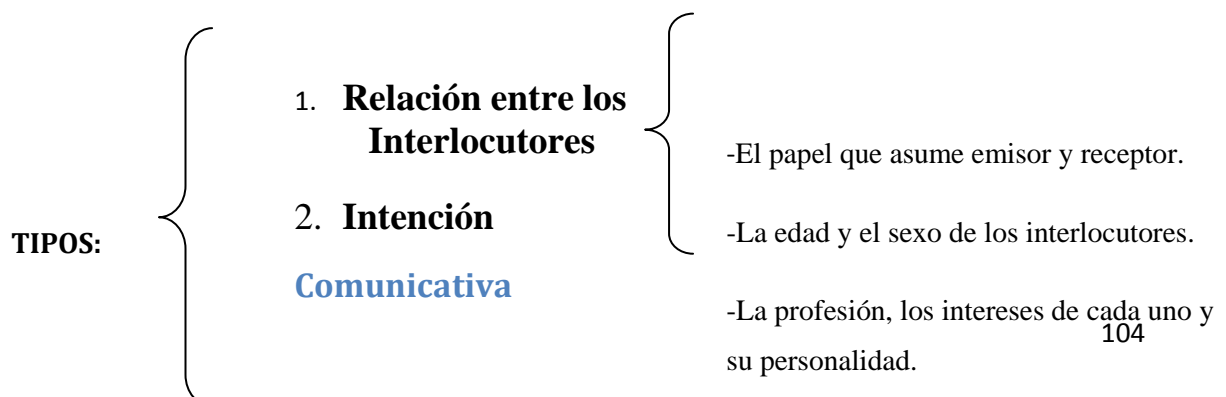 TIPOS:
1. Relación entre los
Interlocutores
2. Intención
Comunicativa
-El papel que asume emisor y receptor.
-La edad y el sexo de los interlocutores.
-La profesión, los intereses de cada uno y
su personalidad.
104